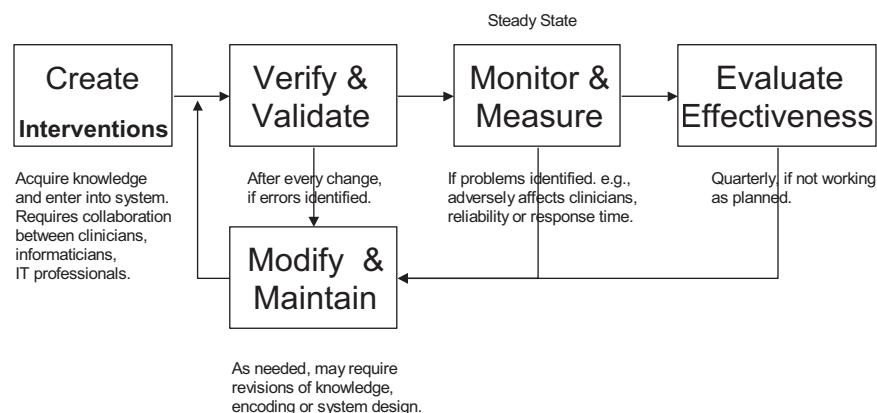 Steady State
Create
Interventions
Verify &
Validate
Monitor &
Measure
Evaluate
Effectiveness
Acquire knowledge
and enter into system.
Requires collaboration
between clinicians,
informaticians,
IT professionals.
After every change,
if errors identified.
If problems identified. e.g.,
adversely affects clinicians,
reliability or response time.
Quarterly, if not working
as planned.
Modify &
Maintain
As needed, may require
revisions of knowledge,
encoding or system design.